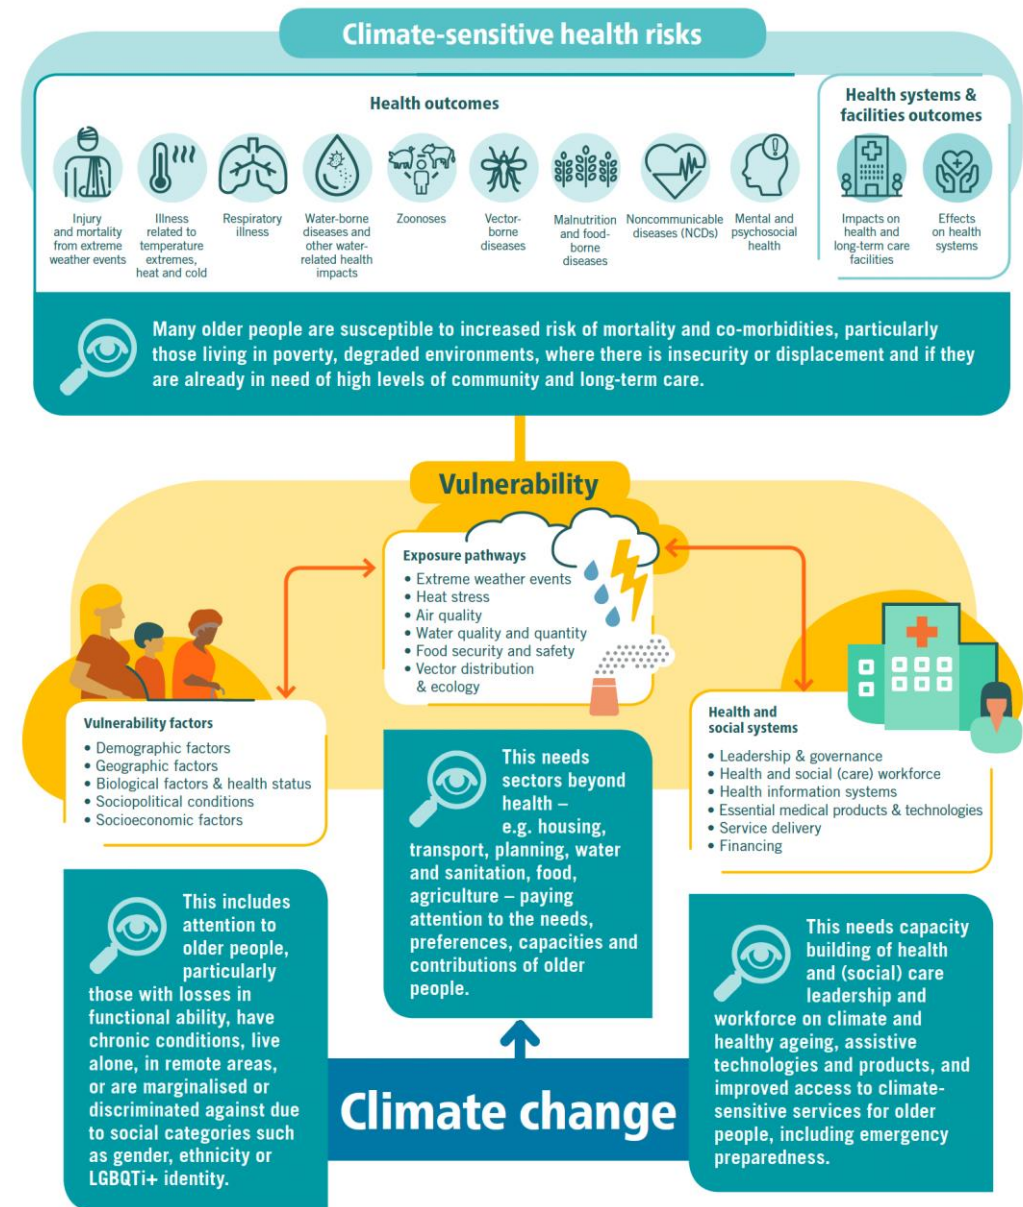 Climate-sensitive health risks
Health outcomes
Injury
and mortality
from extreme
weather events
Illness
related to
temperature
extremes,
heat and cold
Respiratory
illness
Water-borne
diseases and
other water-
related health
impacts
Zoonoses
Vector-
borne
diseases
Malnutrition
and food-
borne
diseases
Noncommunicable
diseases (NCDs)
Mental and
psychosocial
health
Health systems &
facilities outcomes
Impacts on
health and
long-term care
facilities
Effects
on health
systems
Many older people are susceptible to increased risk of mortality and co-morbidities, particularly
those living in poverty, degraded environments, where there is insecurity or displacement and if they
are already in need of high levels of community and long-term care.
Vulnerability
Exposure pathways
• Extreme weather events
• Heat stress
• Air quality
• Water quality and quantity
• Food security and safety
• Vector distribution
& ecology
Vulnerability factors
• Demographic factors
• Geographic factors
• Biological factors & health status
• Sociopolitical conditions
• Socioeconomic factors
Health and
social systems
• Leadership & governance
• Health and social (care) workforce
• Health information systems
• Essential medical products & technologies
• Service delivery
• Financing
This includes
attention to
older people,
particularly
those with losses in
functional ability, have
chronic conditions, live
alone, in remote areas,
or are marginalised or
discriminated against due
to social categories such
as gender, ethnicity or
LGBQTi+ identity.
This needs
sectors beyond
health –
e.g. housing,
transport, planning, water
and sanitation, food,
agriculture – paying
attention to the needs,
preferences, capacities and
contributions of older
people.
This needs capacity
building of health
and (social) care
leadership and
workforce on climate and
healthy ageing, assistive
technologies and products, and
improved access to climate-
sensitive services for older
people, including emergency
preparedness.
Climate change